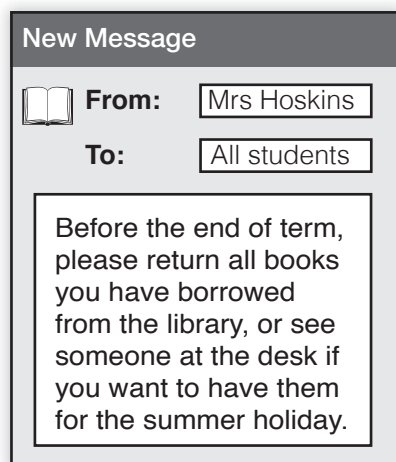 New Message
From: Mrs Hoskins
To: All students
Before the end of term,
please return all books
you have borrowed
from the library, or see
someone at the desk if
you want to have them
for the summer holiday.